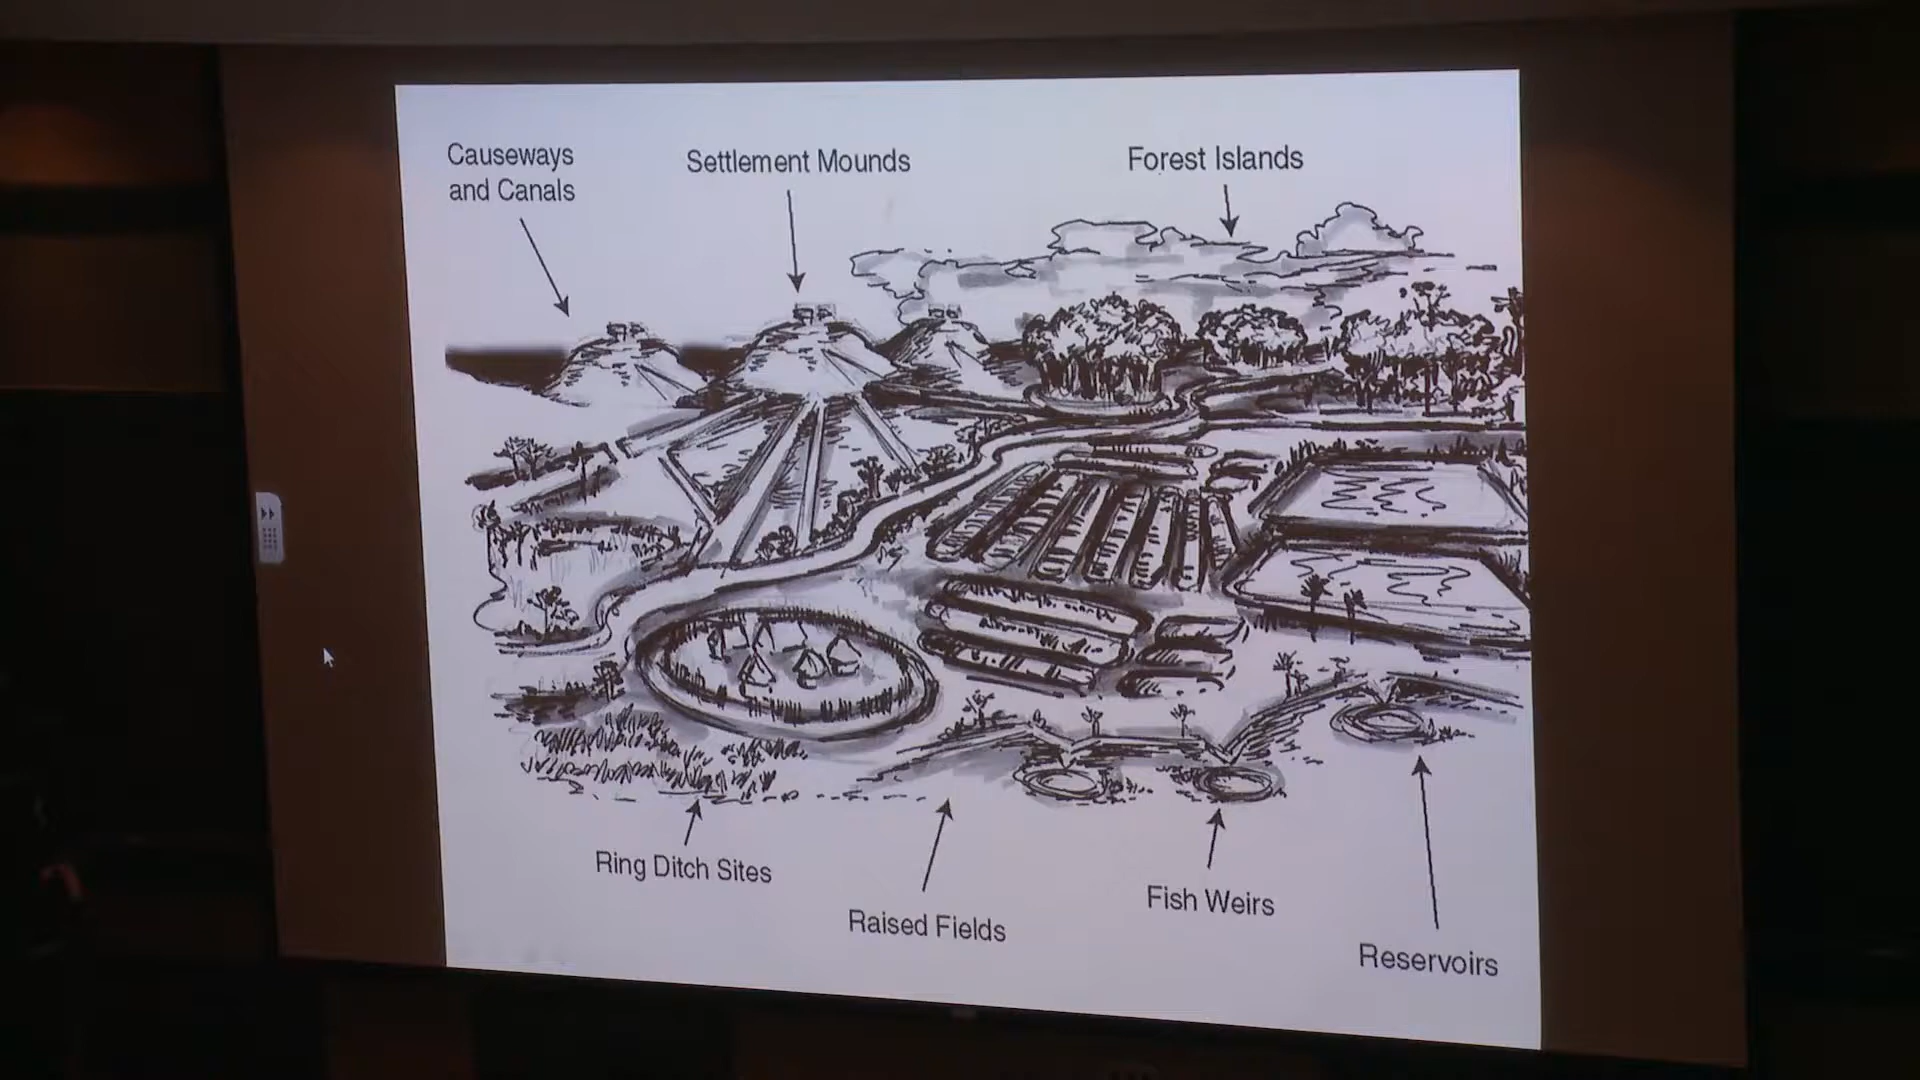 Causeways
and Canals
Settlement Mounds
Forest Islands
Ring Ditch Sites
Raised Fields
Fish Weirs
Reservoirs